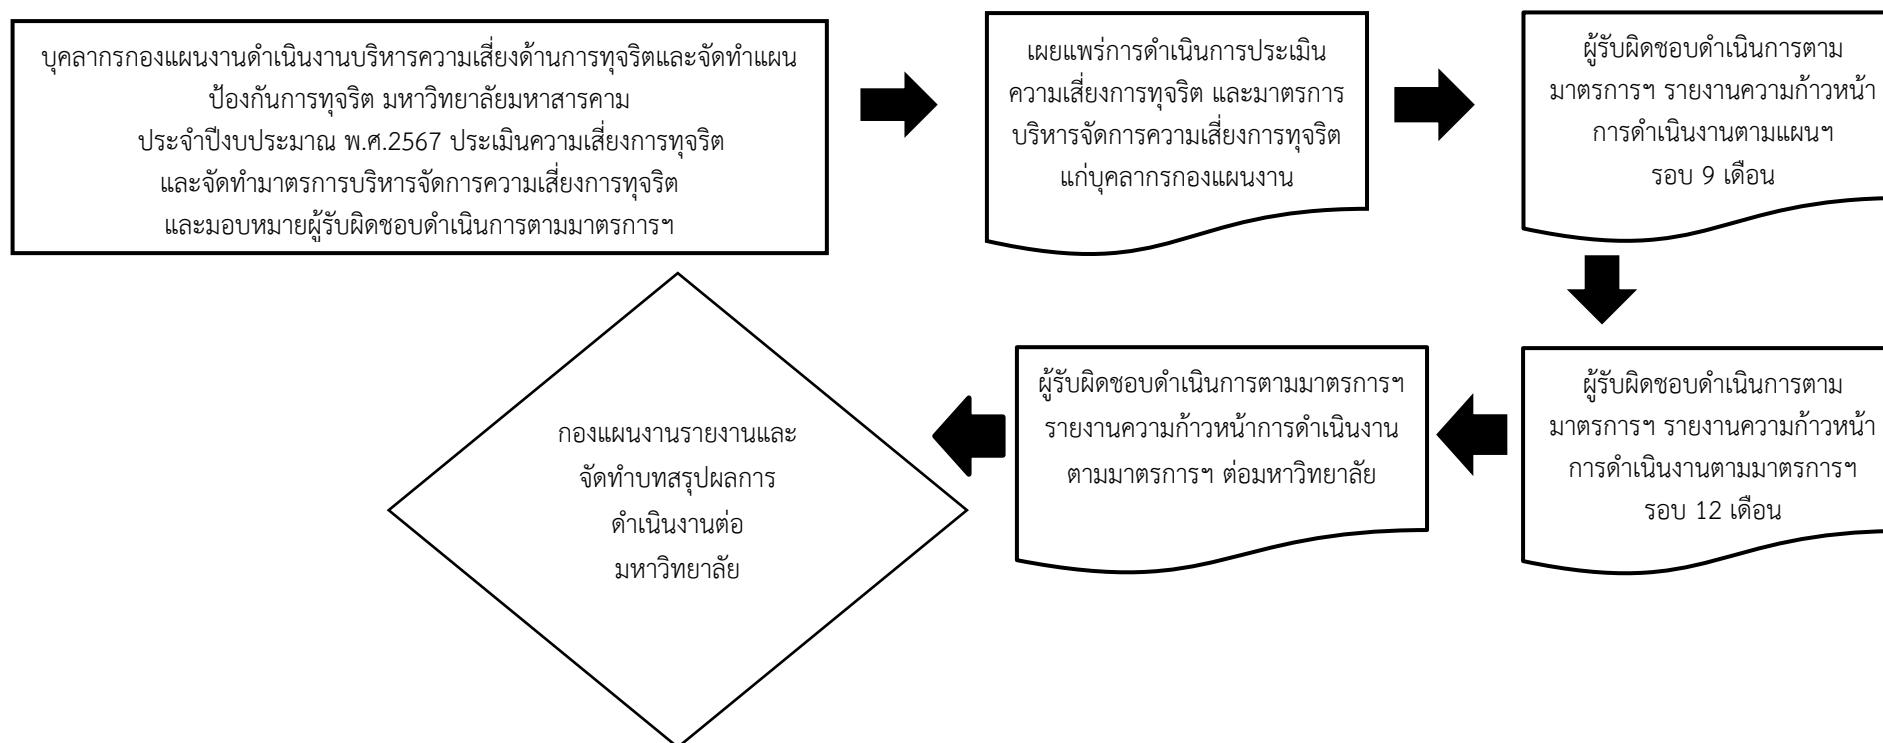 บุคลากรกองแผนงานดำเนินงานบริหารความเสี่ยงด้านการทุจริตและจัดทำแผน
ป้องกันการทุจริต มหาวิทยาลัยมหาสารคาม
ประจำปีงบประมาณ พ.ศ.2567 ประเมินความเสี่ยงการทุจริต
และจัดทำมาตรการบริหารจัดการความเสี่ยงการทุจริต
และมอบหมายผู้รับผิดชอบดำเนินการตามมาตรการฯ
เผยแพร่การดำเนินการประเมิน
ความเสี่ยงการทุจริต และมาตรการ
บริหารจัดการความเสี่ยงการทุจริต
แก่บุคลากรกองแผนงาน
ผู้รับผิดชอบดำเนินการตาม
มาตรการฯ รายงานความก้าวหน้า
การดำเนินงานตามแผนฯ
รอบ 9 เดือน
ผู้รับผิดชอบดำเนินการตาม
มาตรการฯ รายงานความก้าวหน้า
การดำเนินงานตามมาตรการฯ
รอบ 12 เดือน
ผู้รับผิดชอบดำเนินการตามมาตรการฯ
รายงานความก้าวหน้าการดำเนินงาน
ตามมาตรการฯ ต่อมหาวิทยาลัย
กองแผนงานรายงานและ
จัดทำบทสรุปผลการ
ดำเนินงานต่อ
มหาวิทยาลัย